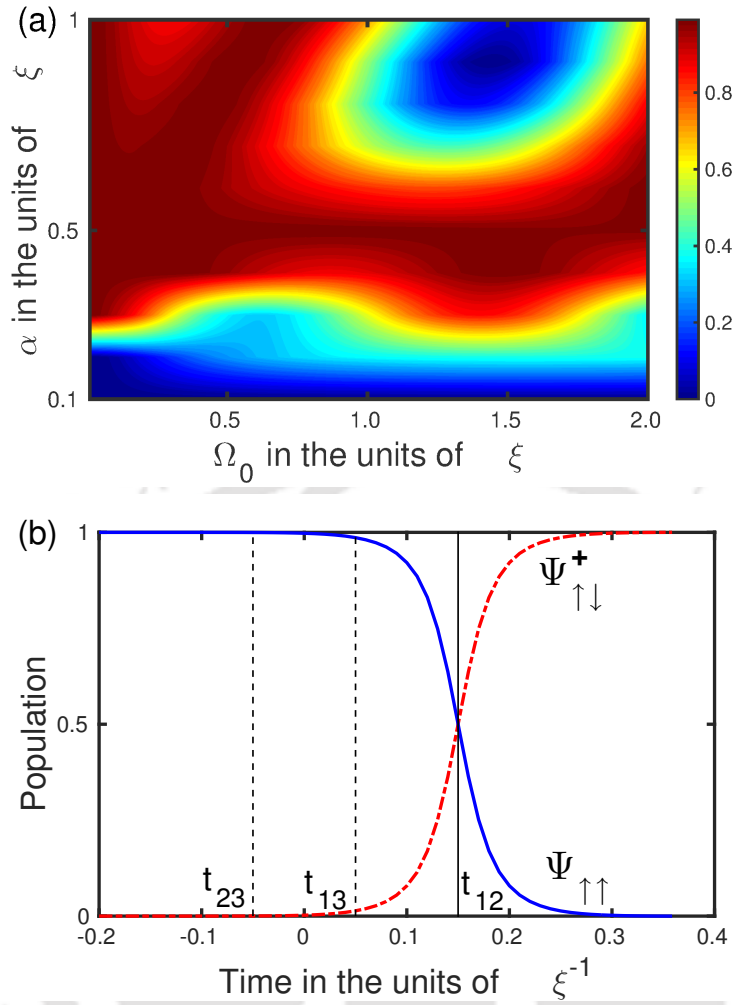 (a)
1
0.5
0.1
α in the units of ξ
0.5
1.0
1.5
2.0
Ω0 in the units of ξ
0.8
0.6
0.4
0.2
0
(b)
1
0.5
0
Population
Ψ+↑↓
Ψ↑↑
t23
t13
t12
-0.2
-0.1
0
0.1
0.2
0.3
0.4
Time in the units of ξ-1